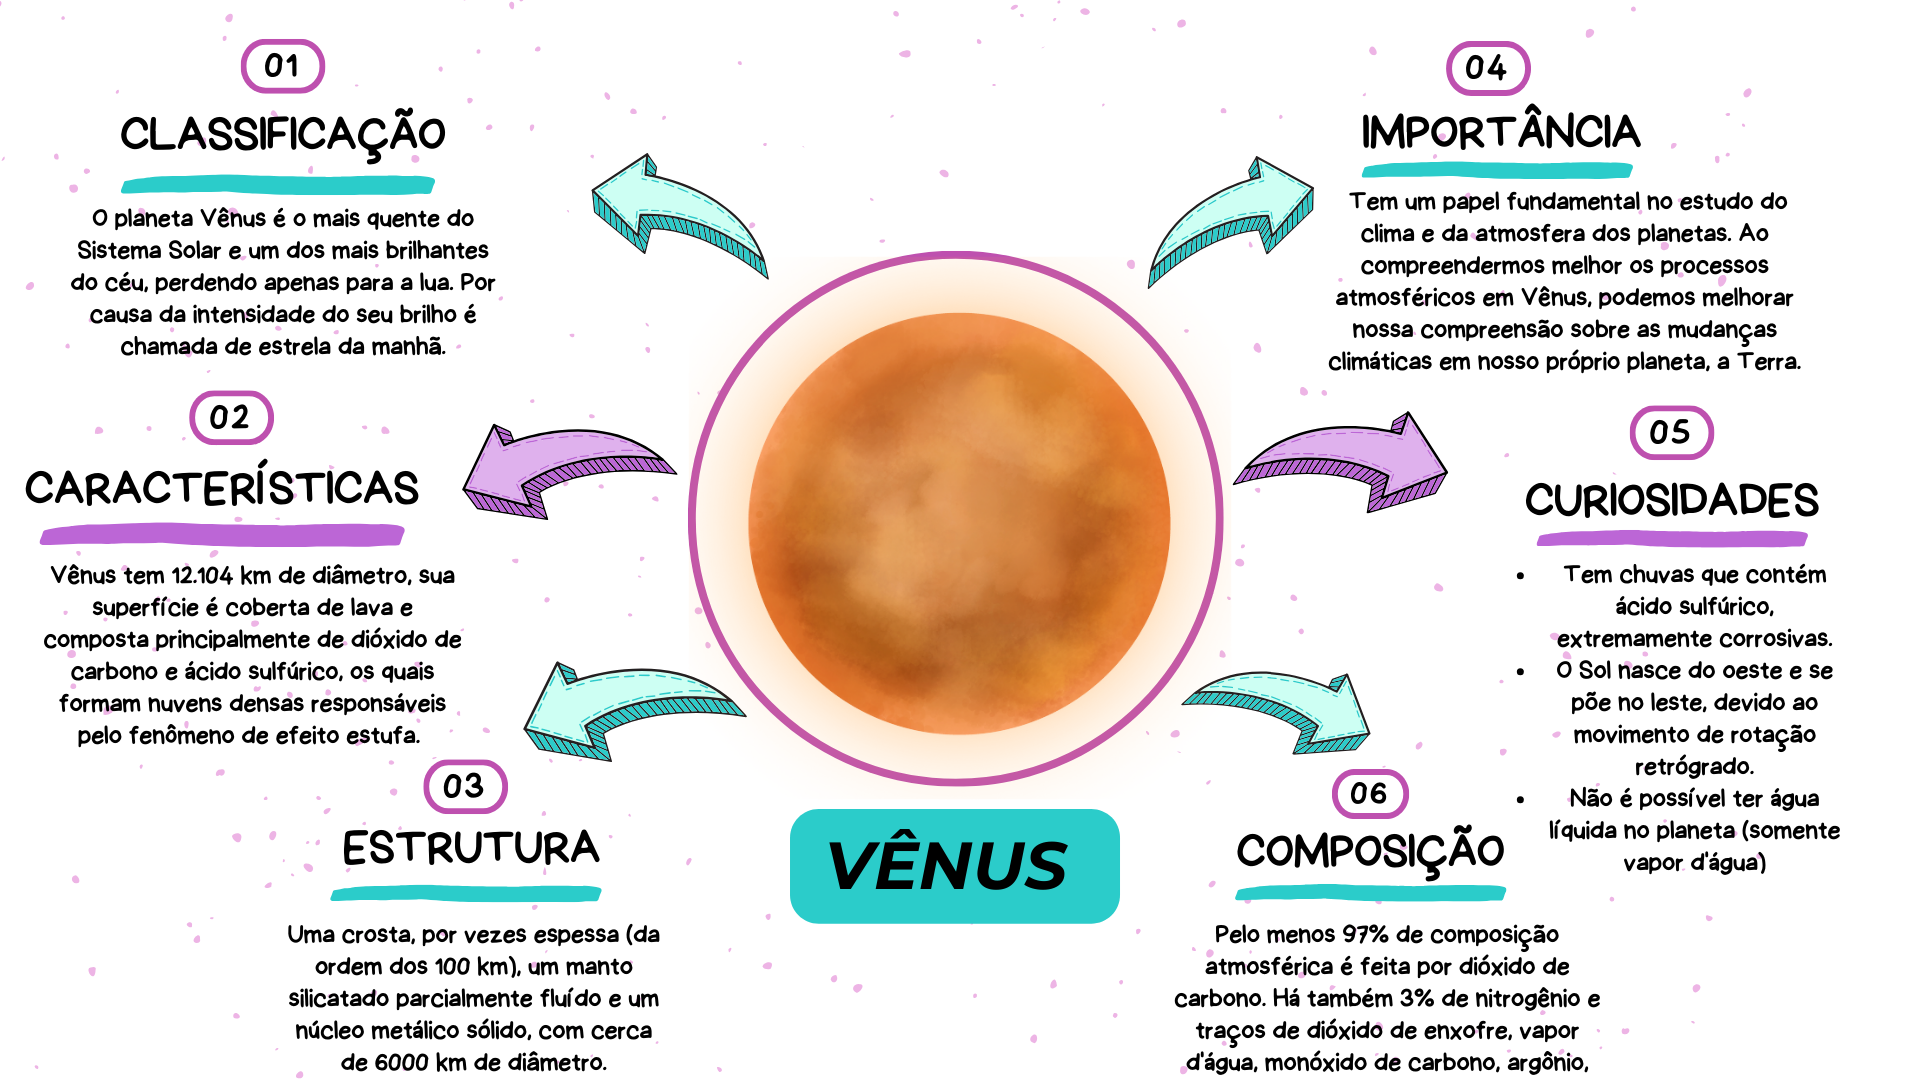 01
CLASSIFICAÇÃO
O planeta Vênus é o mais quente do
Sistema Solar e um dos mais brilhantes
do céu, perdendo apenas para a lua. Por
causa da intensidade do seu brilho é
chamada de estrela da manhã.
02
CARACTERÍSTICAS
Vênus tem 12.104 km de diâmetro, sua
superfície é coberta de lava e
composta principalmente de dióxido de
carbono e ácido sulfúrico, os quais
formam nuvens densas responsáveis
pelo fenômeno de efeito estufa.
03
ESTRUTURA
Uma crosta, por vezes espessa (da
ordem dos 100 km), um manto
silicatado parcialmente fluído e um
núcleo metálico sólido, com cerca
de 6000 km de diâmetro.
VÊNUS
04
IMPORTÂNCIA
Tem um papel fundamental no estudo do
clima e da atmosfera dos planetas. Ao
compreendermos melhor os processos
atmosféricos em Vênus, podemos melhorar
nossa compreensão sobre as mudanças
climáticas em nosso próprio planeta, a Terra.
05
CURIOSIDADES
• Tem chuvas que contém
ácido sulfúrico,
extremamente corrosivas.
• O Sol nasce do oeste e se
põe no leste, devido ao
movimento de rotação
retrógrado.
• Não é possível ter água
líquida no planeta (somente
vapor d'água)
06
COMPOSIÇÃO
Pelo menos 97% de composição
atmosférica é feita por dióxido de
carbono. Há também 3% de nitrogênio e
traços de dióxido de enxofre, vapor
d'água, monóxido de carbono, argônio,